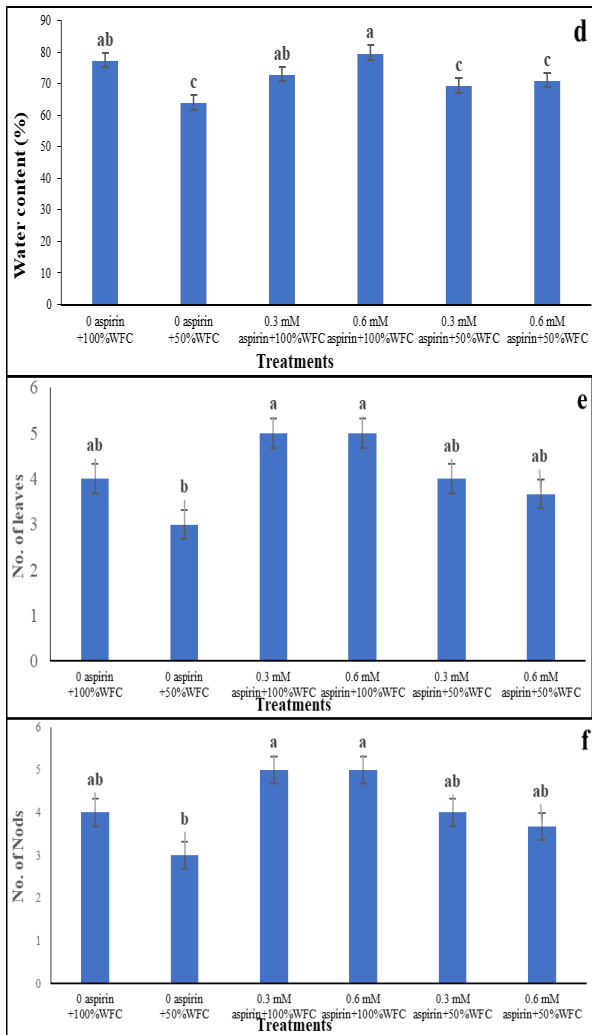 d
Water content (%)
90
80
70
60
50
40
30
20
10
0
ab
c
ab
a
c
c
0 aspirin +100%WFC
0 aspirin +50%WFC
0.3 mM aspirin+100%WFC
0.6 mM aspirin+100%WFC
0.3 mM aspirin+50%WFC
0.6 mM aspirin+50%WFC
Treatments
e
No. of leaves
6
5
4
3
2
1
0
ab
b
a
a
ab
ab
0 aspirin +100%WFC
0 aspirin +50%WFC
0.3 mM aspirin+100%WFC
0.6 mM aspirin+100%WFC
0.3 mM aspirin+50%WFC
0.6 mM aspirin+50%WFC
Treatments
f
No. of Nods
6
5
4
3
2
1
0
ab
b
a
a
ab
ab
0 aspirin +100%WFC
0 aspirin +50%WFC
0.3 mM aspirin+100%WFC
0.6 mM aspirin+100%WFC
0.3 mM aspirin+50%WFC
0.6 mM aspirin+50%WFC
Treatments